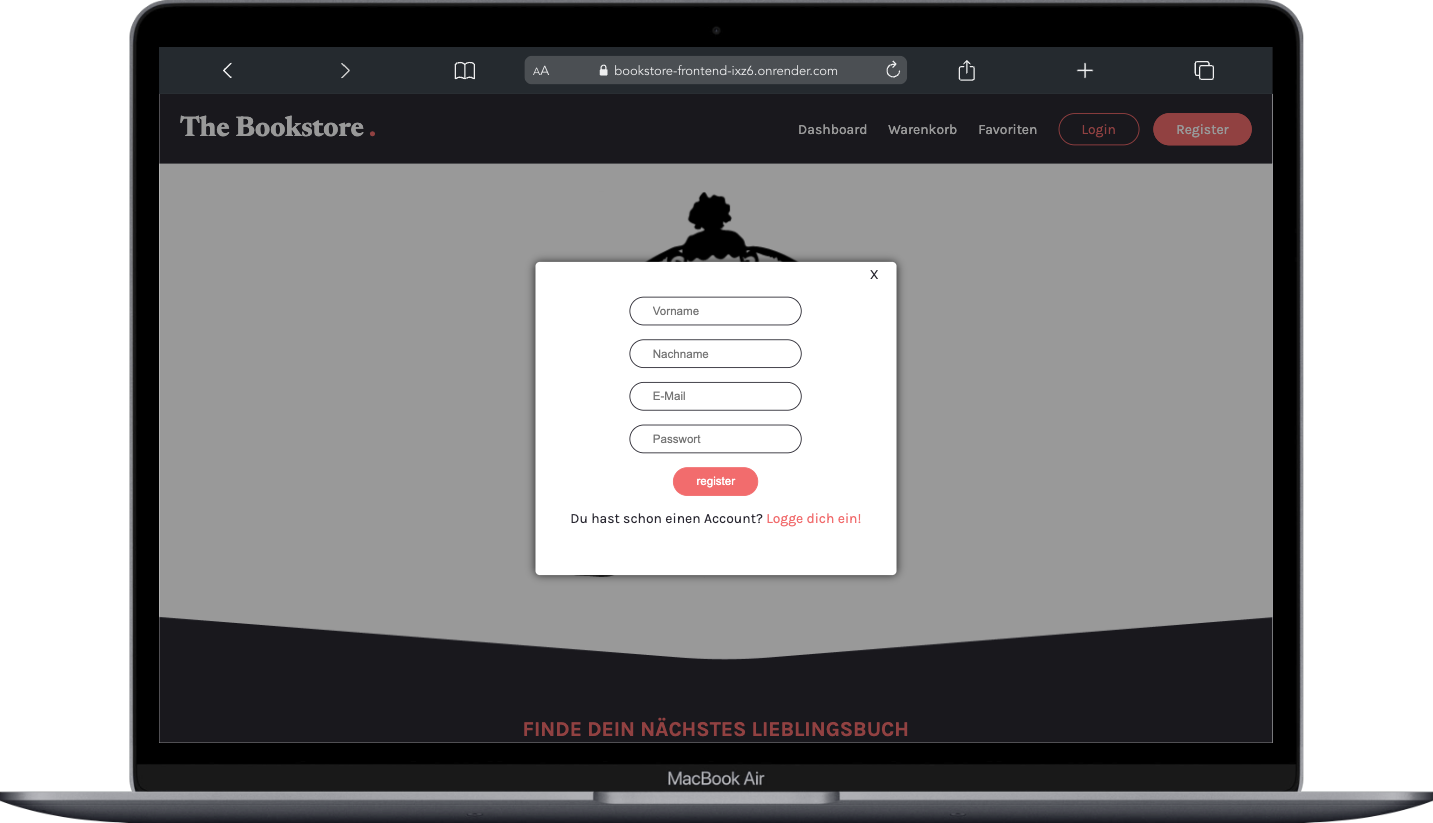 AA bookstore-frontend-ixz6.onrender.com
The Bookstore .
Dashboard Warenkorb Favoriten Login Register
X
Vorname
Nachname
E-Mail
Passwort
register
Du hast schon einen Account? Logge dich ein!
FINDE DEIN NÄCHSTES LIEBLINGSBUCH
MacBook Air